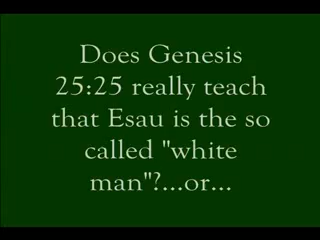 Does Genesis
25:25 really teach
that Esau is the so
called "white
man"?...or...